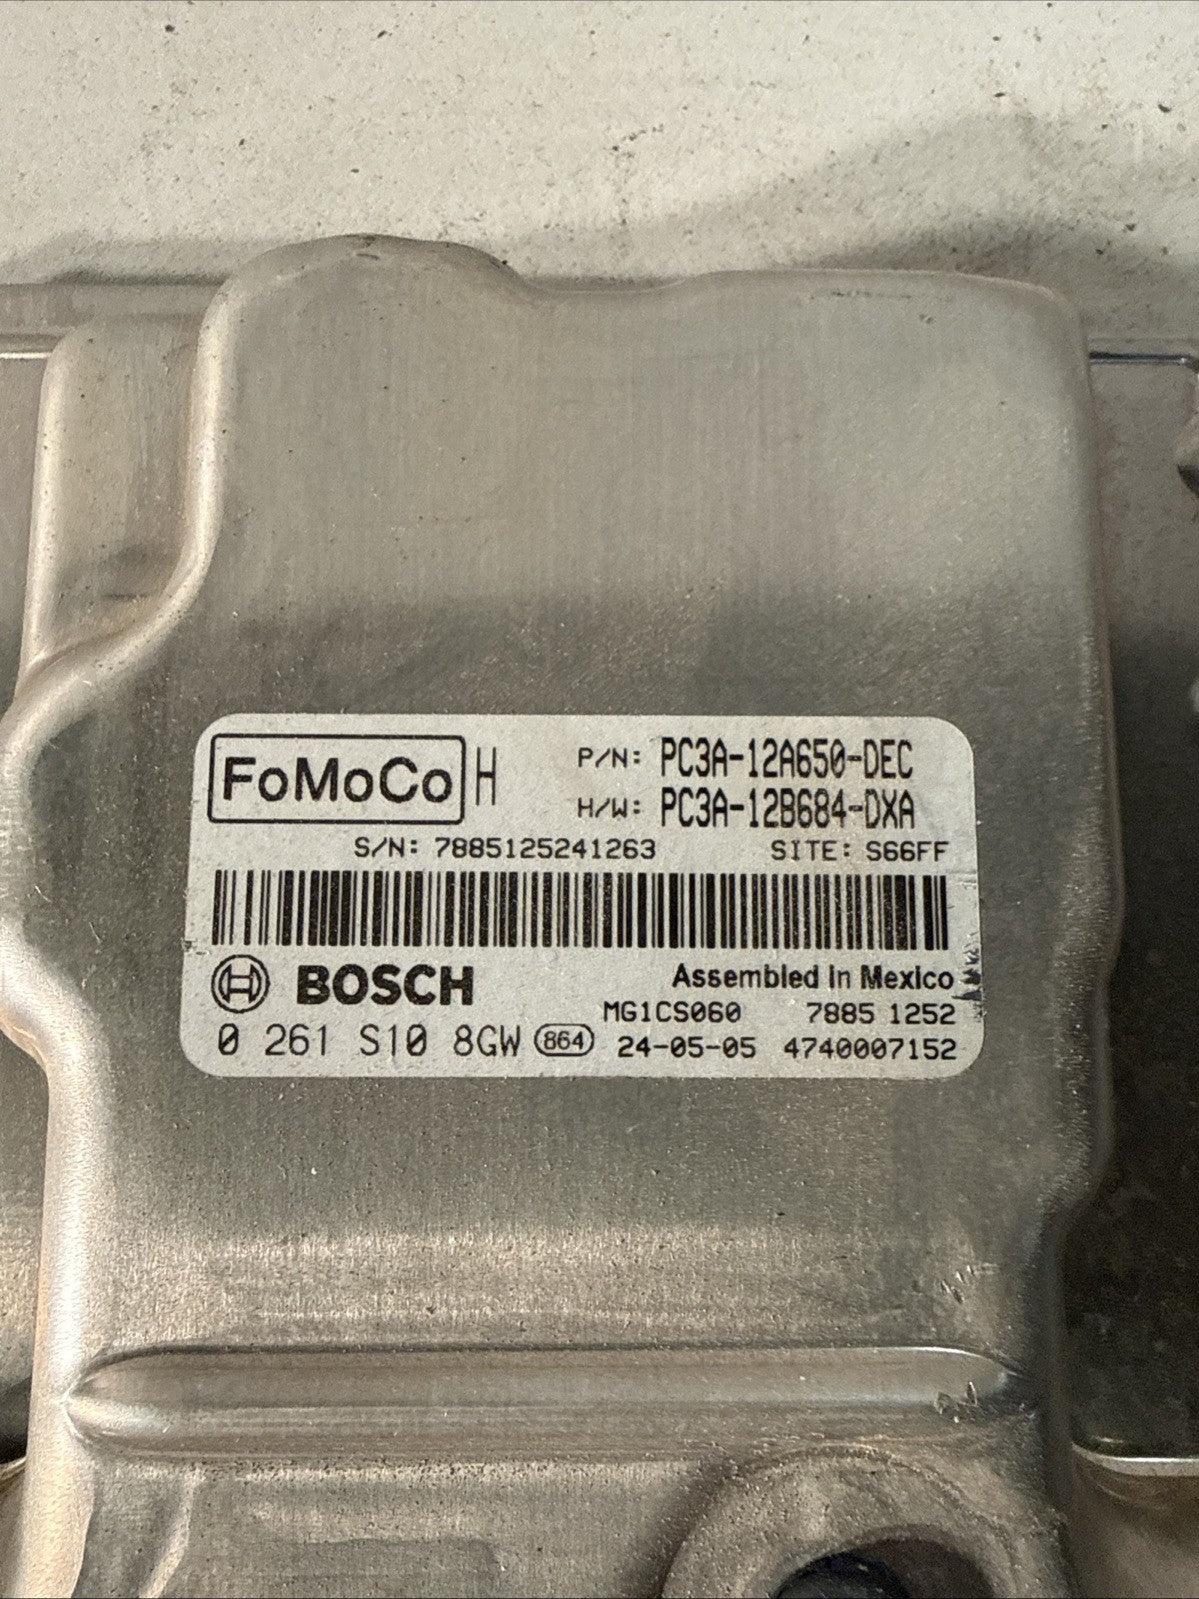 FoMoCo H P/N: PC3A-12A650-DEC
H/W: PC3A-12B684-DXA
S/N: 7885125241263 SITE: S66FF
BOSCH Assembled In Mexico
MG1CS060 7885 1252
0 261 S10 8GW 864 24-05-05 4740007152